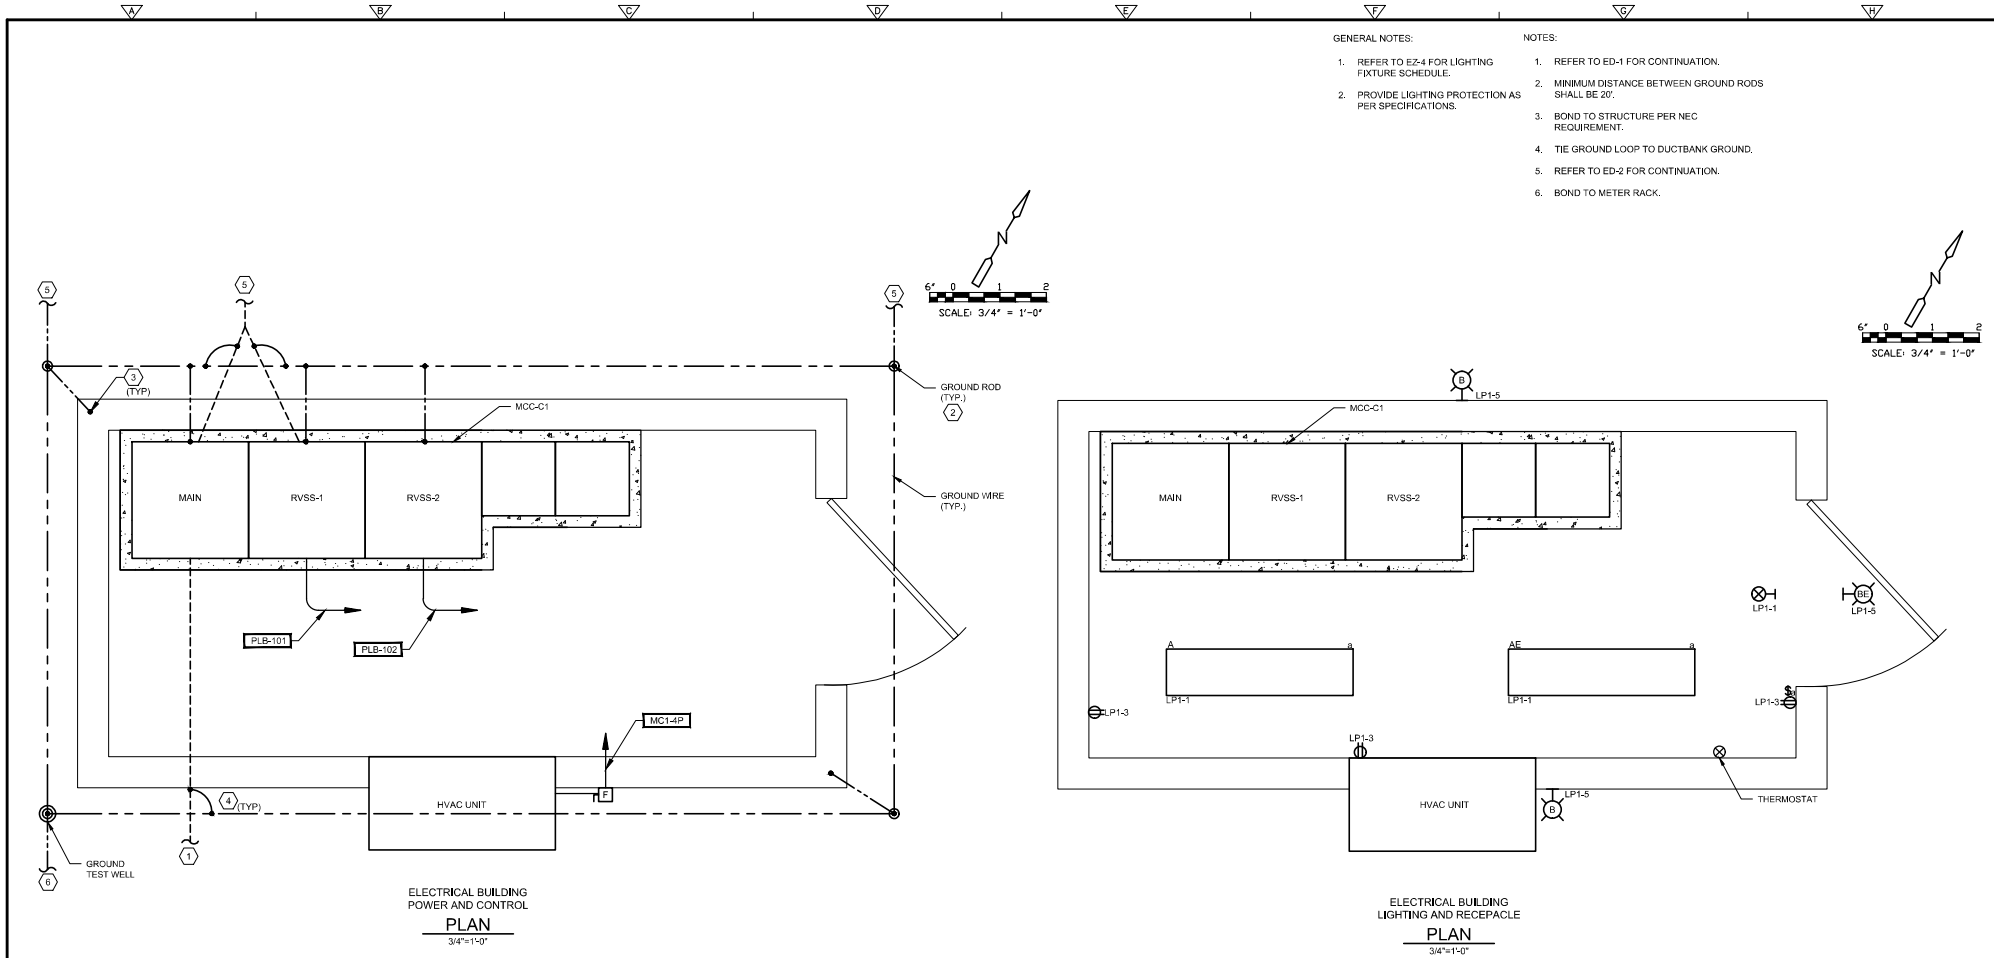 A B C D E F G H
GENERAL NOTES:
1. REFER TO EZ-4 FOR LIGHTING
FIXTURE SCHEDULE.
2. PROVIDE LIGHTING PROTECTION AS
PER SPECIFICATIONS.
NOTES:
1. REFER TO ED-1 FOR CONTINUATION.
2. MINIMUM DISTANCE BETWEEN GROUND RODS
SHALL BE 20'.
3. BOND TO STRUCTURE PER NEC
REQUIREMENT.
4. TIE GROUND LOOP TO DUCTBANK GROUND.
5. REFER TO ED-2 FOR CONTINUATION.
6. BOND TO METER RACK.
N
6" 0 1 2
SCALE: 3/4" = 1'-0"
5
5
5
3
(TYP)
GROUND ROD
(TYP.)
2
MCC-C1
MAIN
RVSS-1
RVSS-2
GROUND WIRE
(TYP.)
PLB-101
PLB-102
MC1-4P
F
HVAC UNIT
4
(TYP)
1
GROUND
TEST WELL
6
ELECTRICAL BUILDING
POWER AND CONTROL
PLAN
3/4"=1'-0"
N
6" 0 1 2
SCALE: 3/4" = 1'-0"
B
LP1-5
MCC-C1
MAIN
RVSS-1
RVSS-2
LP1-1
BE
LP1-5
A a
LP1-1
AE a
LP1-1
LP1-3
LP1-3
LP1-3
HVAC UNIT
B
LP1-5
THERMOSTAT
ELECTRICAL BUILDING
LIGHTING AND RECEPACLE
PLAN
3/4"=1'-0"